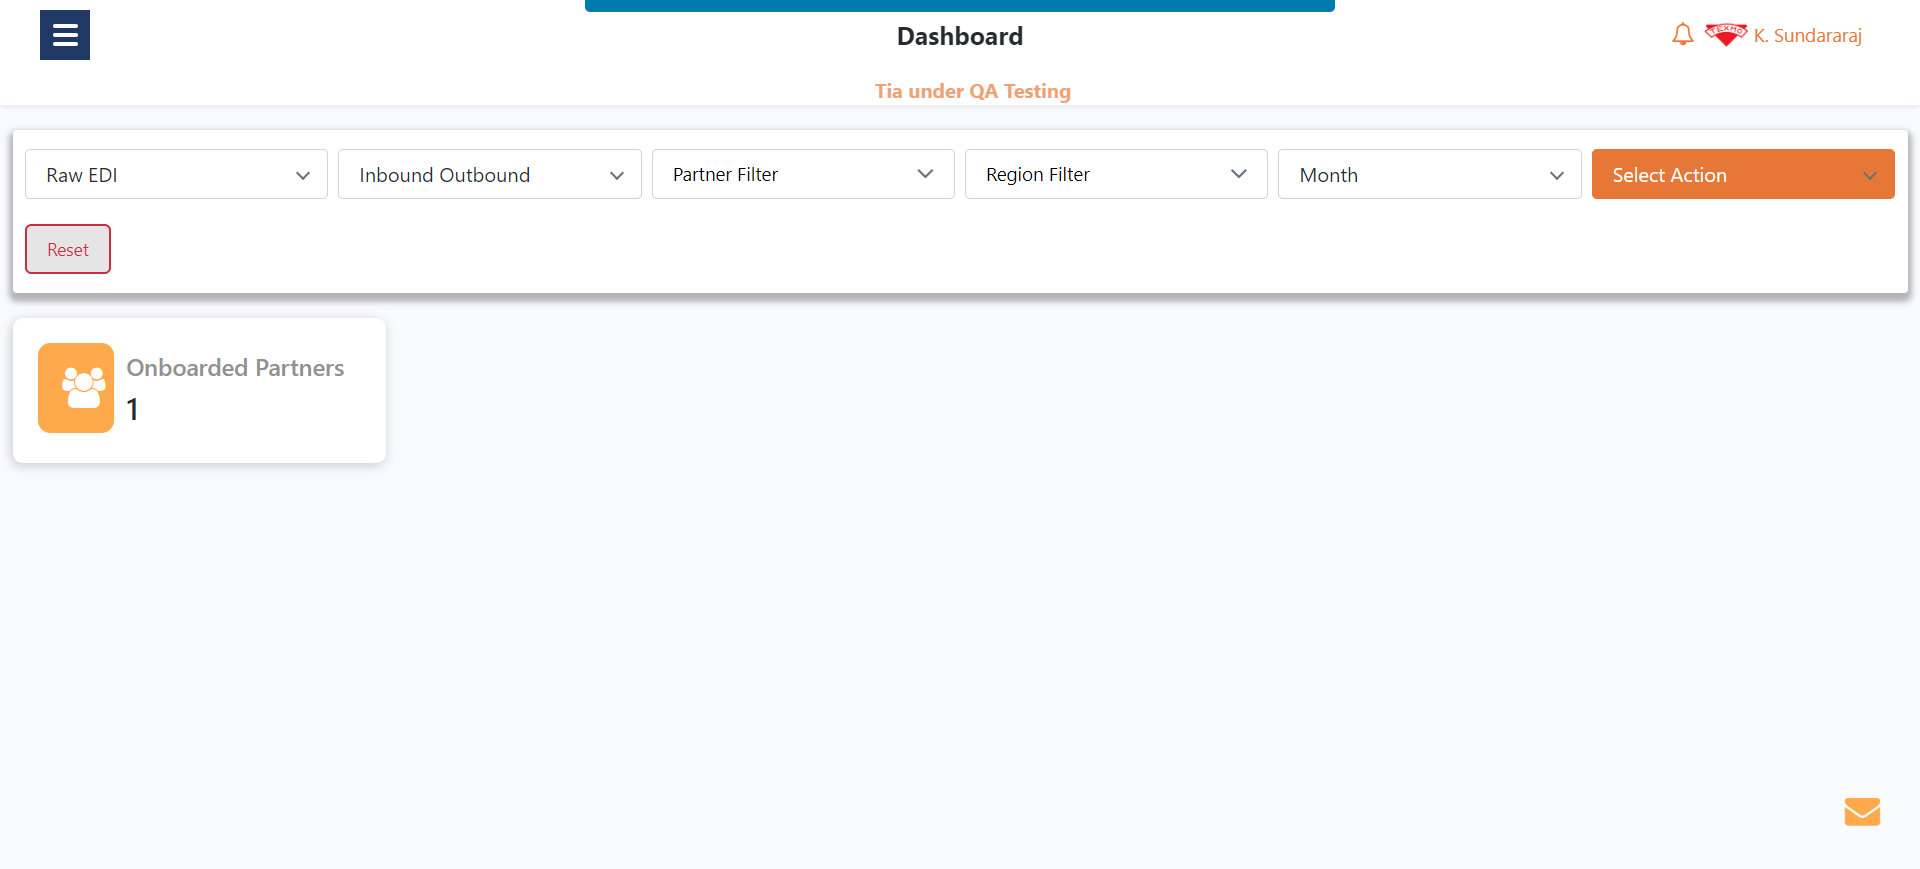 Dashboard
TEXMO K. Sundararaj
Tia under QA Testing
Raw EDI
Inbound Outbound
Partner Filter
Region Filter
Month
Select Action
Reset
Onboarded Partners
1